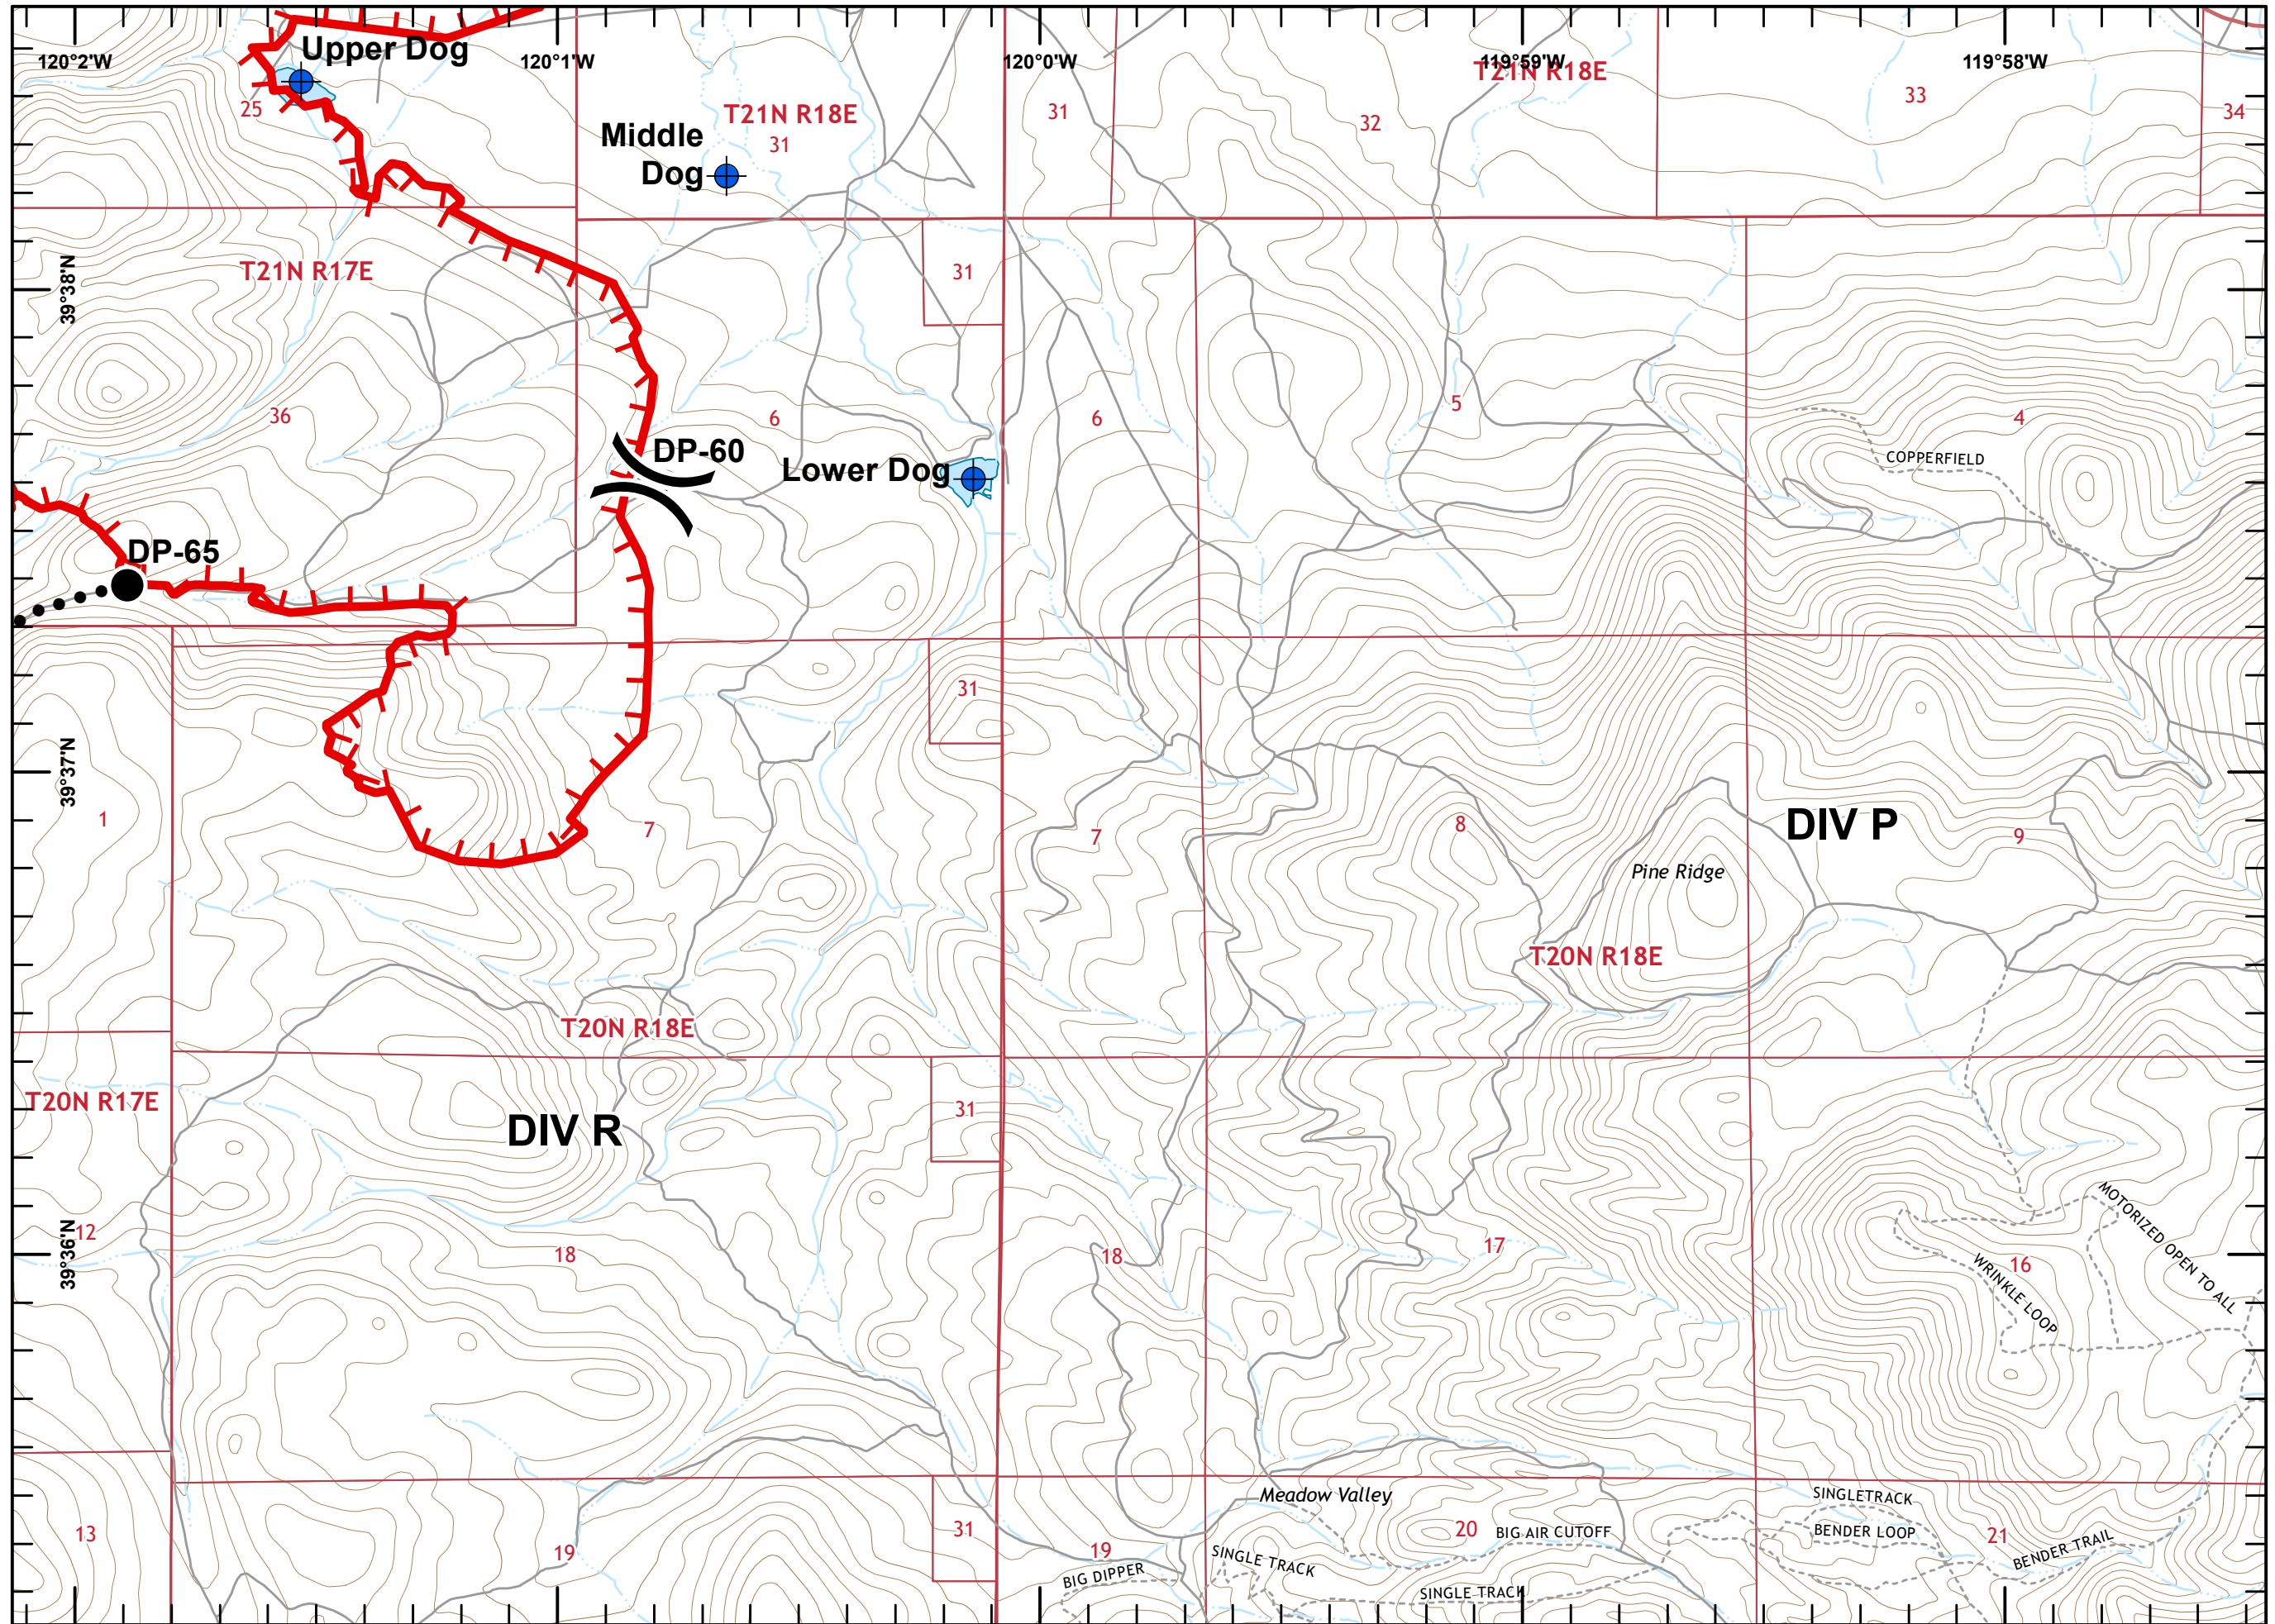 Upper Dog
120°2'W
120°1'W
120°0'W
119°59'W
119°58'W
T21N R18E
33
25
T21N R18E
31
32
34
Middle
31
Dog
39°38'N
T21N R17E
31
36
6
6
5
4
DP-60
COPPERFIELD
Lower Dog
DP-65
31
39°37'N
1
7
7
8
DIV P
9
Pine Ridge
T20N R18E
T20N R18E
T20N R17E
DIV R
31
39°36'N
12
18
18
17
16
MOTORIZED OPEN TO ALL
WRINKLE LOOP
Meadow Valley
SINGLETRACK
13
31
20
BIG AIR CUTOFF
BENDER LOOP
21
BENDER TRAIL
19
19
BIG DIPPER
SINGLE TRACK
SINGLE TRACK